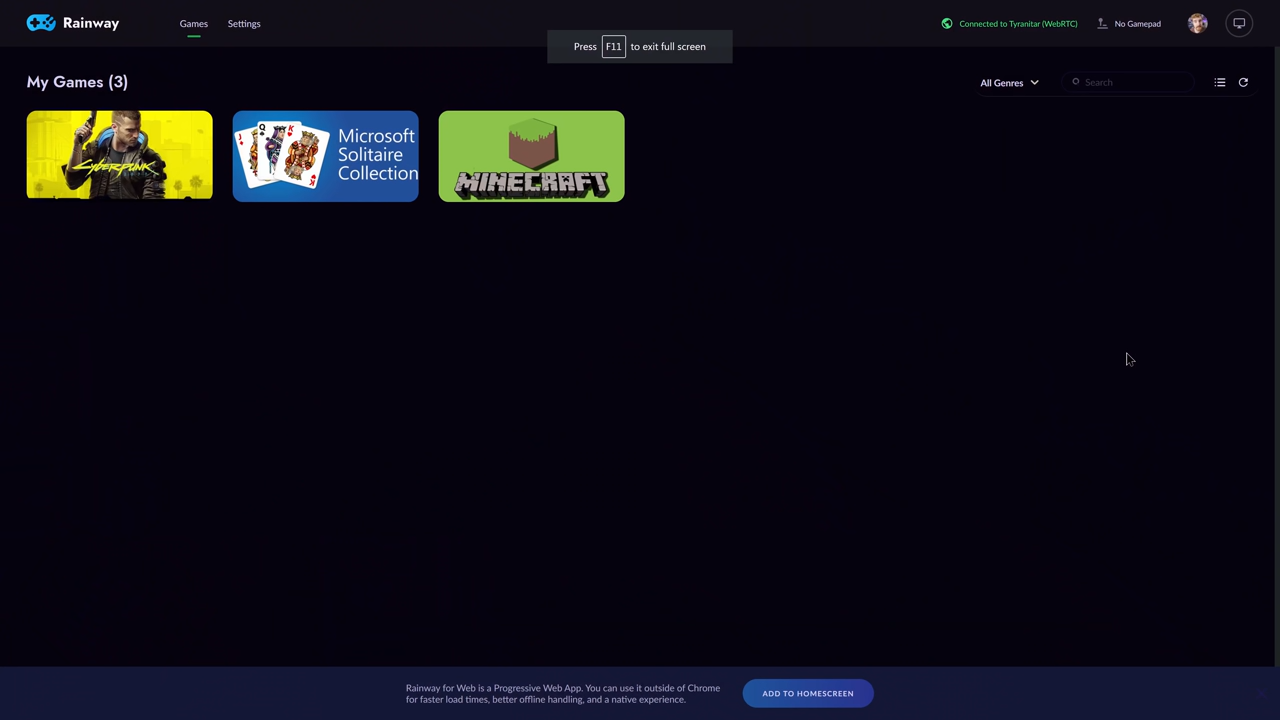 Rainway
Games
Settings
Connected to Tyranitar (WebRTC)
No Gamepad
Press F11 to exit full screen
My Games (3)
All Genres
Search
CYBERPUNK
J
Q
K
Microsoft
Solitaire
Collection
K
MINECRAFT
Rainway for Web is a Progressive Web App. You can use it outside of Chrome
for faster load times, better offline handling, and a native experience.
ADD TO HOMESCREEN